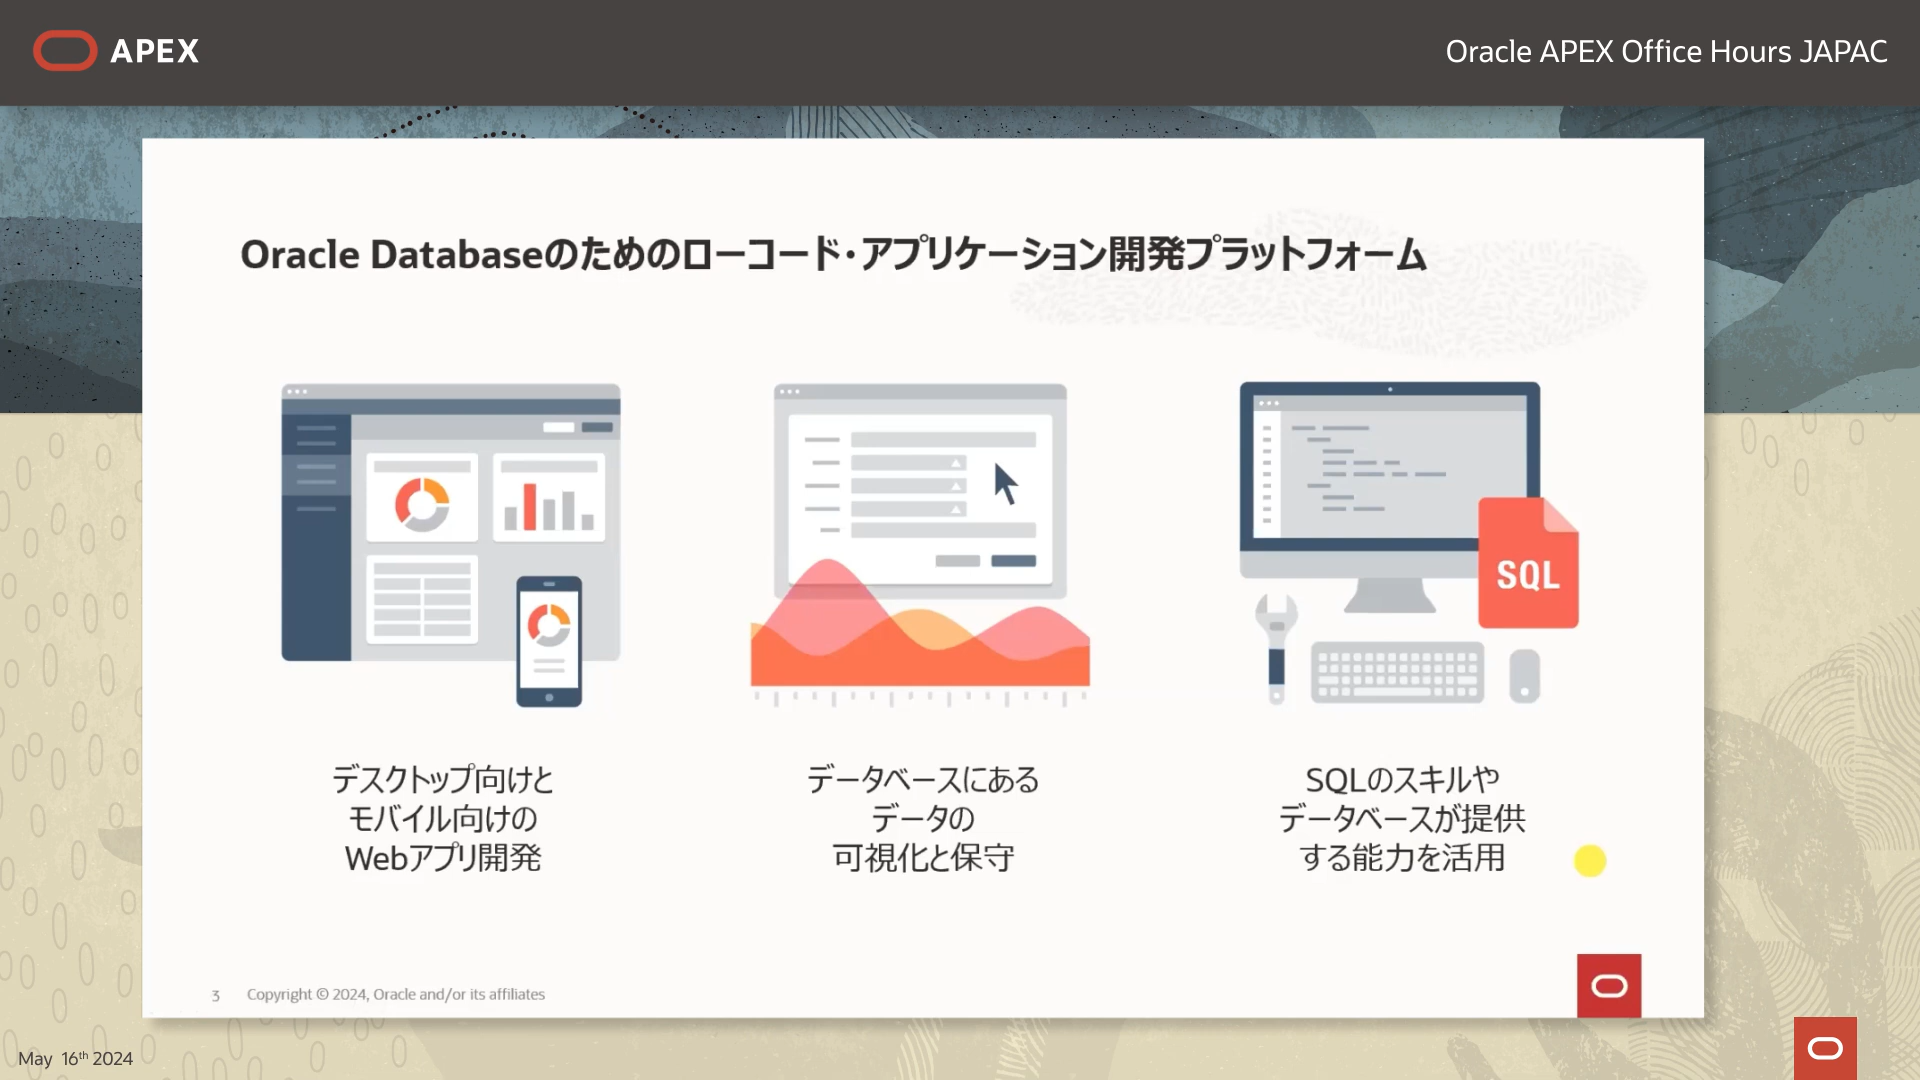 APEX
Oracle APEX Office Hours JAPAC
Oracle Databaseのためのローコード・アプリケーション開発プラットフォーム
SQL
デスクトップ向けと
モバイル向けの
Webアプリ開発
データベースにある
データの
可視化と保守
SQLのスキルや
データベースが提供
する能力を活用
3 Copyright © 2024, Oracle and/or its affiliates
May 16th 2024